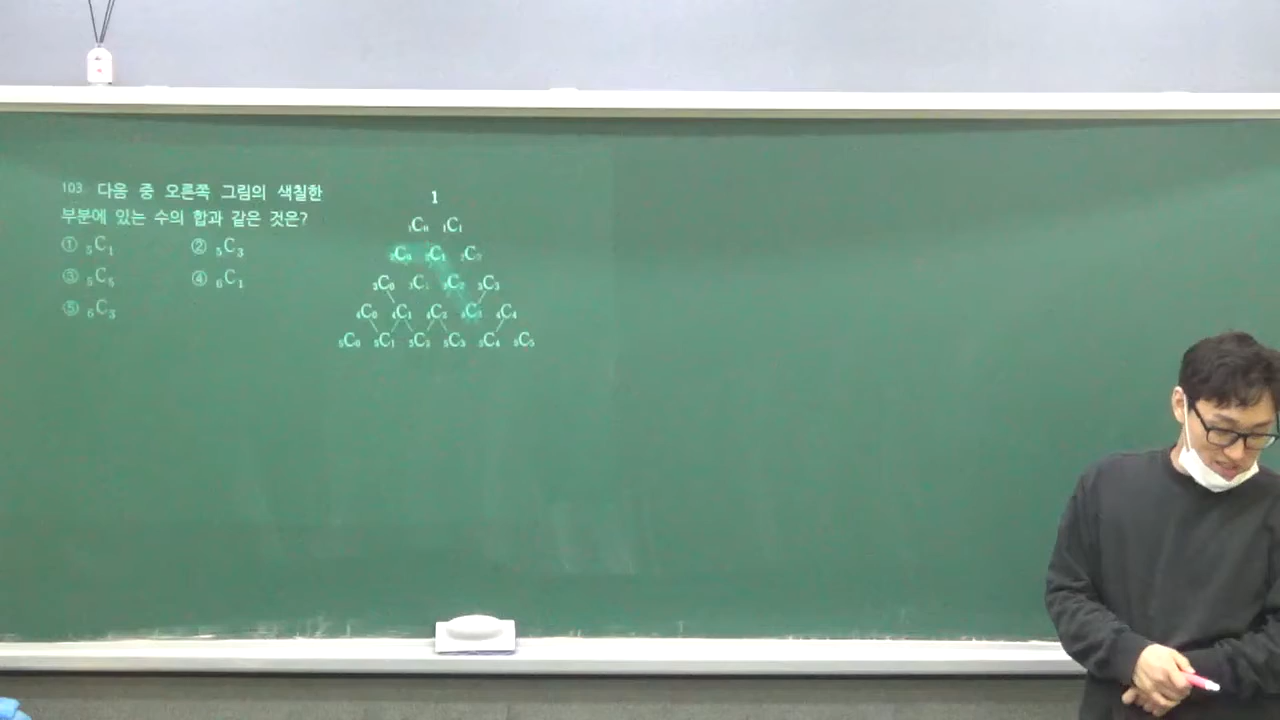 103 다음 중 오른쪽 그림의 색칠한
부분에 있는 수의 합과 같은 것은?
① ₅C₁ ② ₅C₃
③ ₅C₅ ④ ₆C₁
⑤ ₆C₃
1
₁C₀ ₁C₁
₂C₀ ₂C₁ ₂C₂
₃C₀ ₃C₁ ₃C₂ ₃C₃
₄C₀ ₄C₁ ₄C₂ ₄C₃ ₄C₄
₅C₀ ₅C₁ ₅C₂ ₅C₃ ₅C₄ ₅C₅